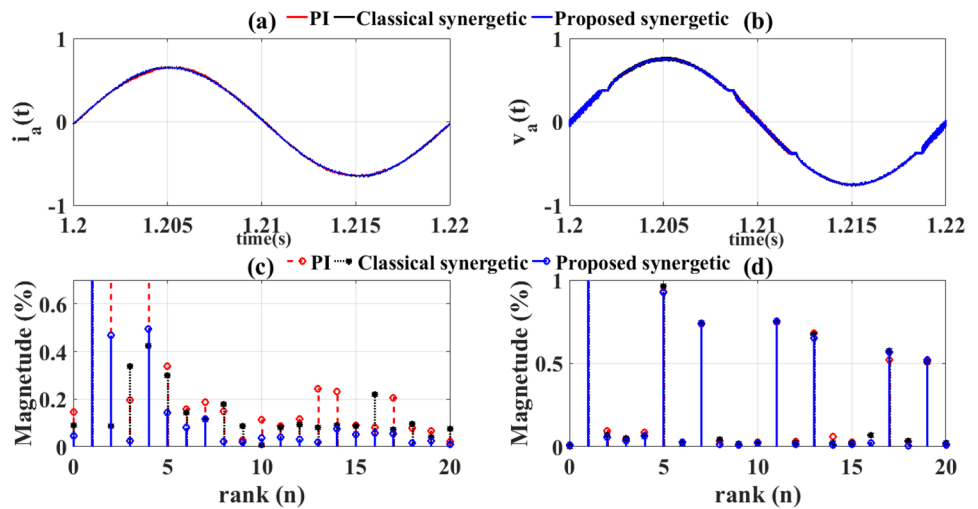 PI Classical synergetic Proposed synergetic
(a) (b)
1 1
i_a(t) 0 v_a(t) 0
-1 -1
1.2 1.205 1.21 1.215 1.22 1.2 1.205 1.21 1.215 1.22
time(s) time(s)
(c) PI Classical synergetic Proposed synergetic (d)
Magnetude (%) Magnetude (%)
0.6 1
0.4 0.5
0.2
0 0
0 5 10 15 20 0 5 10 15 20
rank (n) rank (n)